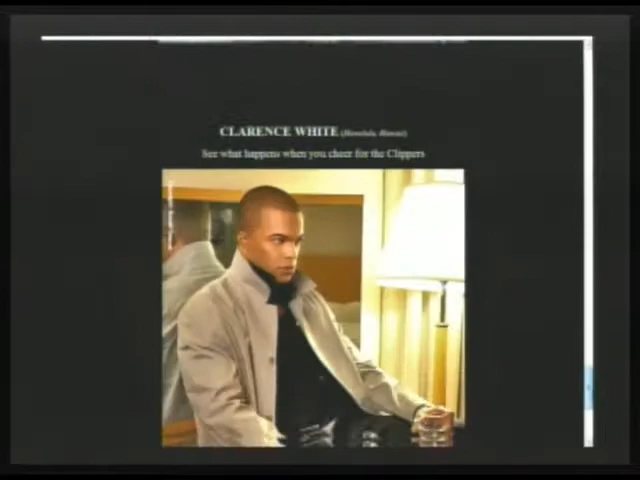 CLARENCE WHITE (Honolulu, Hawaii)
See what happens when you cheer for the Clippers